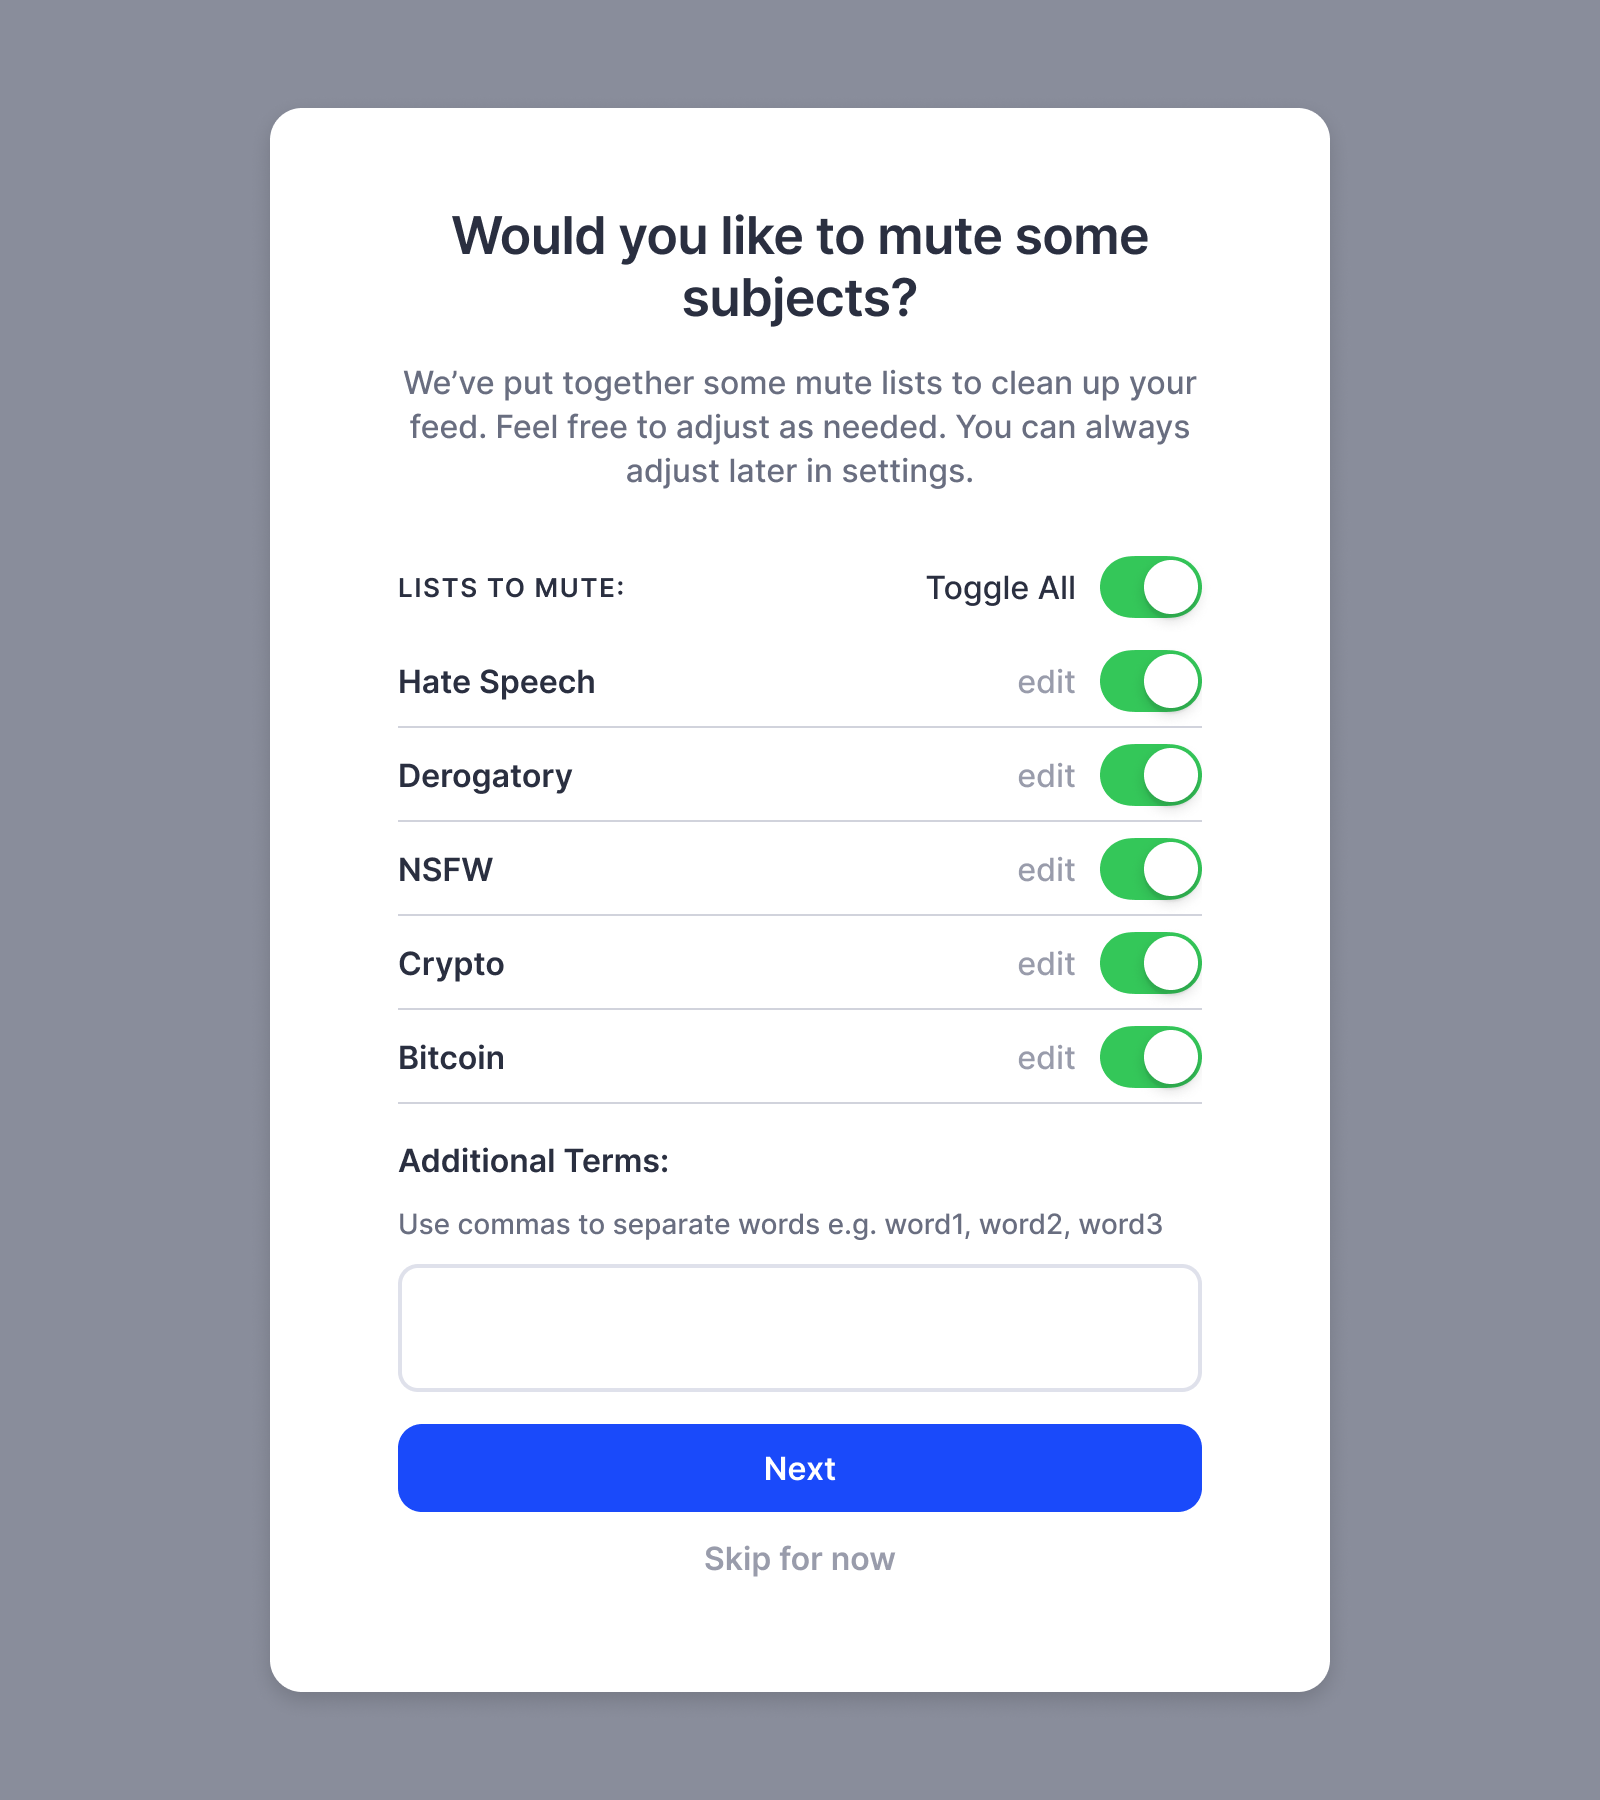 Would you like to mute some
subjects?
We’ve put together some mute lists to clean up your
feed. Feel free to adjust as needed. You can always
adjust later in settings.
LISTS TO MUTE: Toggle All
Hate Speech edit
Derogatory edit
NSFW edit
Crypto edit
Bitcoin edit
Additional Terms:
Use commas to separate words e.g. word1, word2, word3
Next
Skip for now